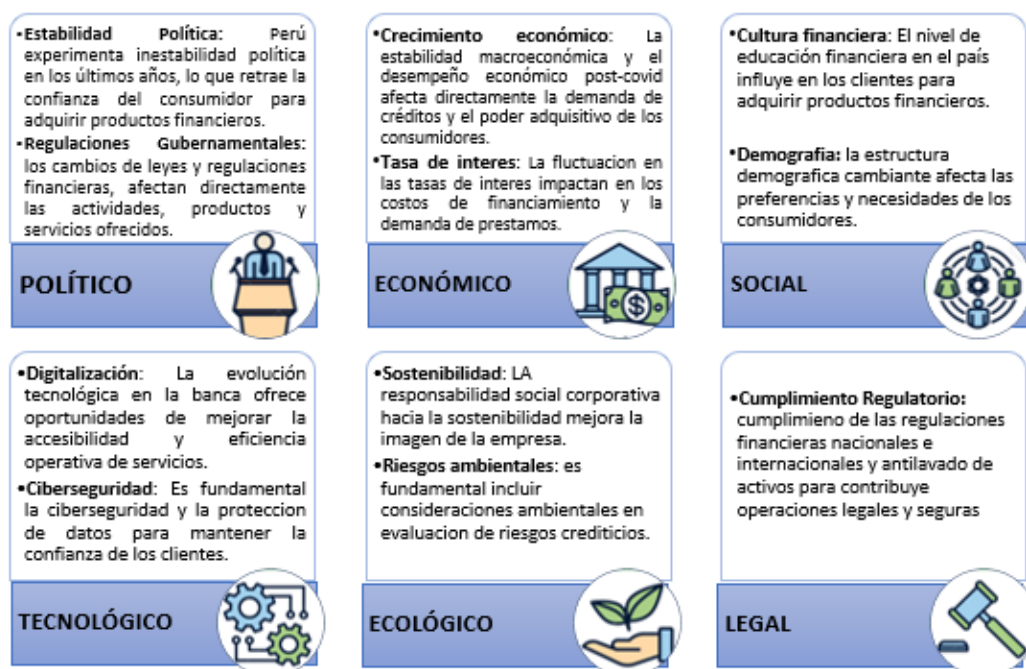 •Estabilidad Política: Perú
experimenta inestabilidad política
en los últimos años, lo que retrae la
confianza del consumidor para
adquirir productos financieros.
•Regulaciones Gubernamentales:
los cambios de leyes y regulaciones
financieras, afectan directamente
las actividades, productos y
servicios ofrecidos.
POLÍTICO
•Crecimiento económico: La
estabilidad macroeconómica y el
desempeño económico post-covid
afecta directamente la demanda de
créditos y el poder adquisitivo de los
consumidores.
•Tasa de interes: La fluctuacion en
las tasas de interes impactan en los
costos de financiamiento y la
demanda de prestamos.
ECONÓMICO
•Cultura financiera: El nivel de
educación financiera en el país
influye en los clientes para
adquirir productos financieros.
•Demografia: la estructura
demografica cambiante afecta las
preferencias y necesidades de los
consumidores.
SOCIAL
•Digitalización: La evolución
tecnológica en la banca ofrece
oportunidades de mejorar la
accesibilidad y eficiencia
operativa de servicios.
•Ciberseguridad: Es fundamental
la ciberseguridad y la proteccion
de datos para mantener la
confianza de los clientes.
TECNOLÓGICO
•Sostenibilidad: LA
responsabilidad social corporativa
hacia la sostenibilidad mejora la
imagen de la empresa.
•Riesgos ambientales: es
fundamental incluir
consideraciones ambientales en
evaluacion de riesgos crediticios.
ECOLÓGICO
•Cumplimiento Regulatorio:
cumplimieno de las regulaciones
financieras nacionales e
internacionales y antilavado de
activos para contribuye
operaciones legales y seguras
LEGAL